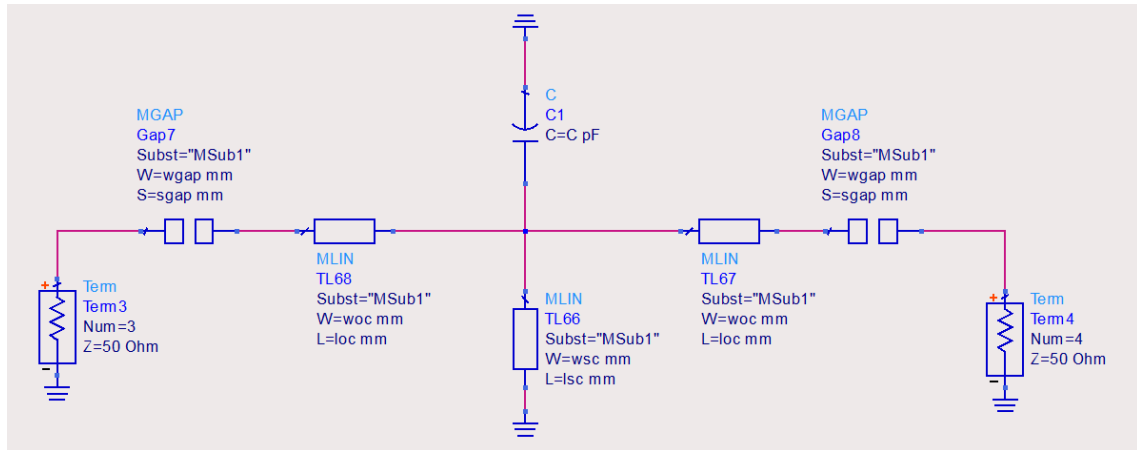 C
C1
C=C pF
MGAP
Gap7
Subst="MSub1"
W=wgap mm
S=sgap mm
MGAP
Gap8
Subst="MSub1"
W=wgap mm
S=sgap mm
MLIN
TL68
Subst="MSub1"
W=woc mm
L=loc mm
MLIN
TL67
Subst="MSub1"
W=woc mm
L=loc mm
+
Term
Term3
Num=3
Z=50 Ohm
-
MLIN
TL66
Subst="MSub1"
W=wsc mm
L=lsc mm
+
Term
Term4
Num=4
Z=50 Ohm
-